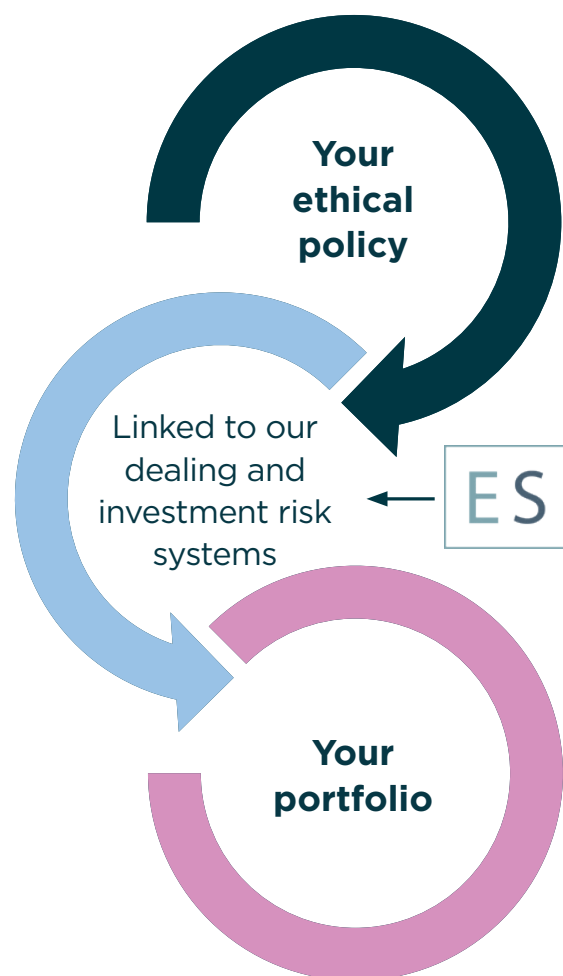 Your
ethical
policy
Linked to our
dealing and
investment risk
systems
ES
Your
portfolio